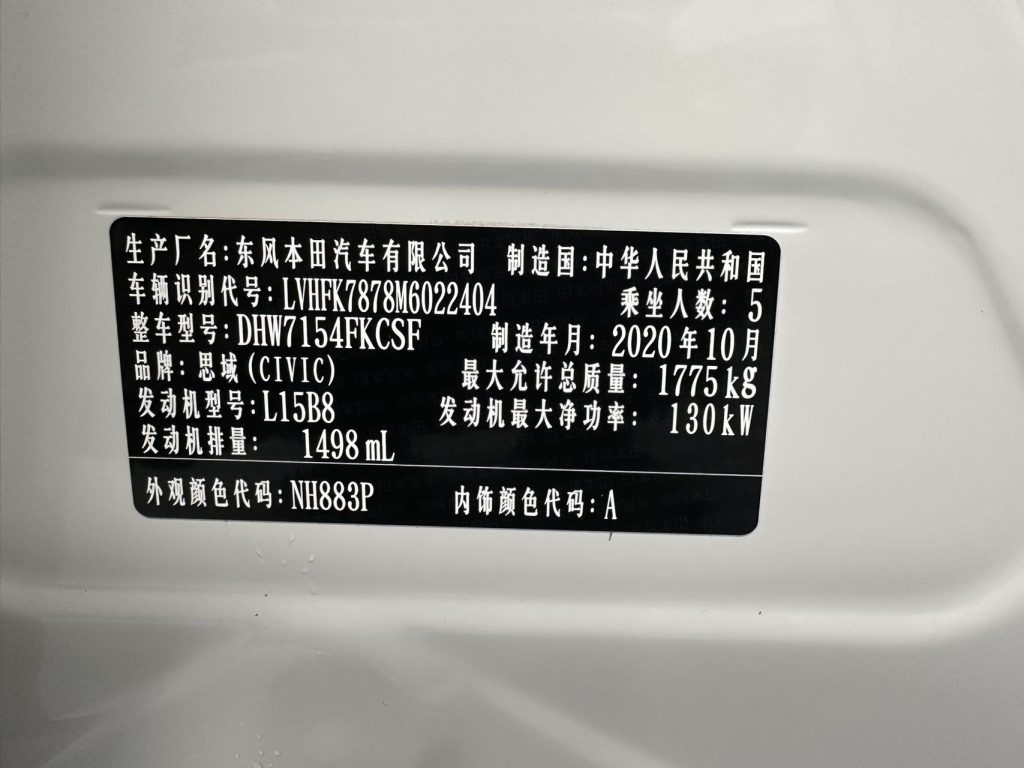 生产厂名:东风本田汽车有限公司 制造国:中华人民共和国
车辆识别代号:LVHFK7878M6022404 乘坐人数: 5
整车型号:DHW7154FKCSF 制造年月: 2020年10月
品牌: 思域(CIVIC) 最大允许总质量: 1775kg
发动机型号:L15B8 发动机最大净功率: 130kW
发动机排量: 1498mL
外观颜色代码:NH883P 内饰颜色代码: A